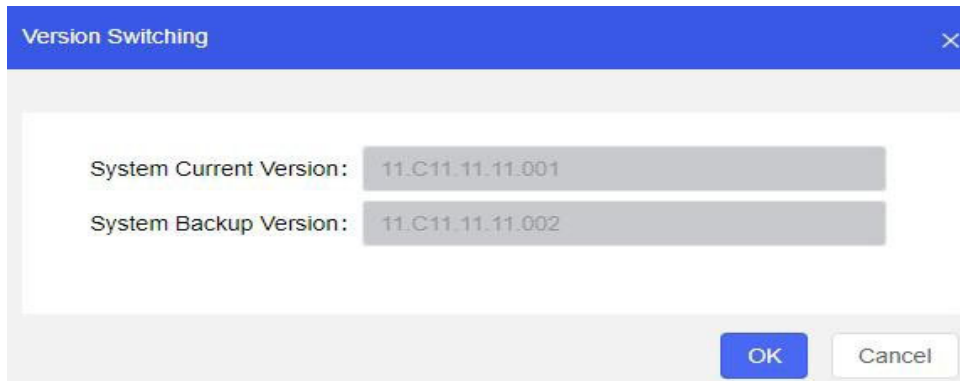 Version Switching
System Current Version: 11.C11.11.11.001
System Backup Version: 11.C11.11.11.002
OK Cancel